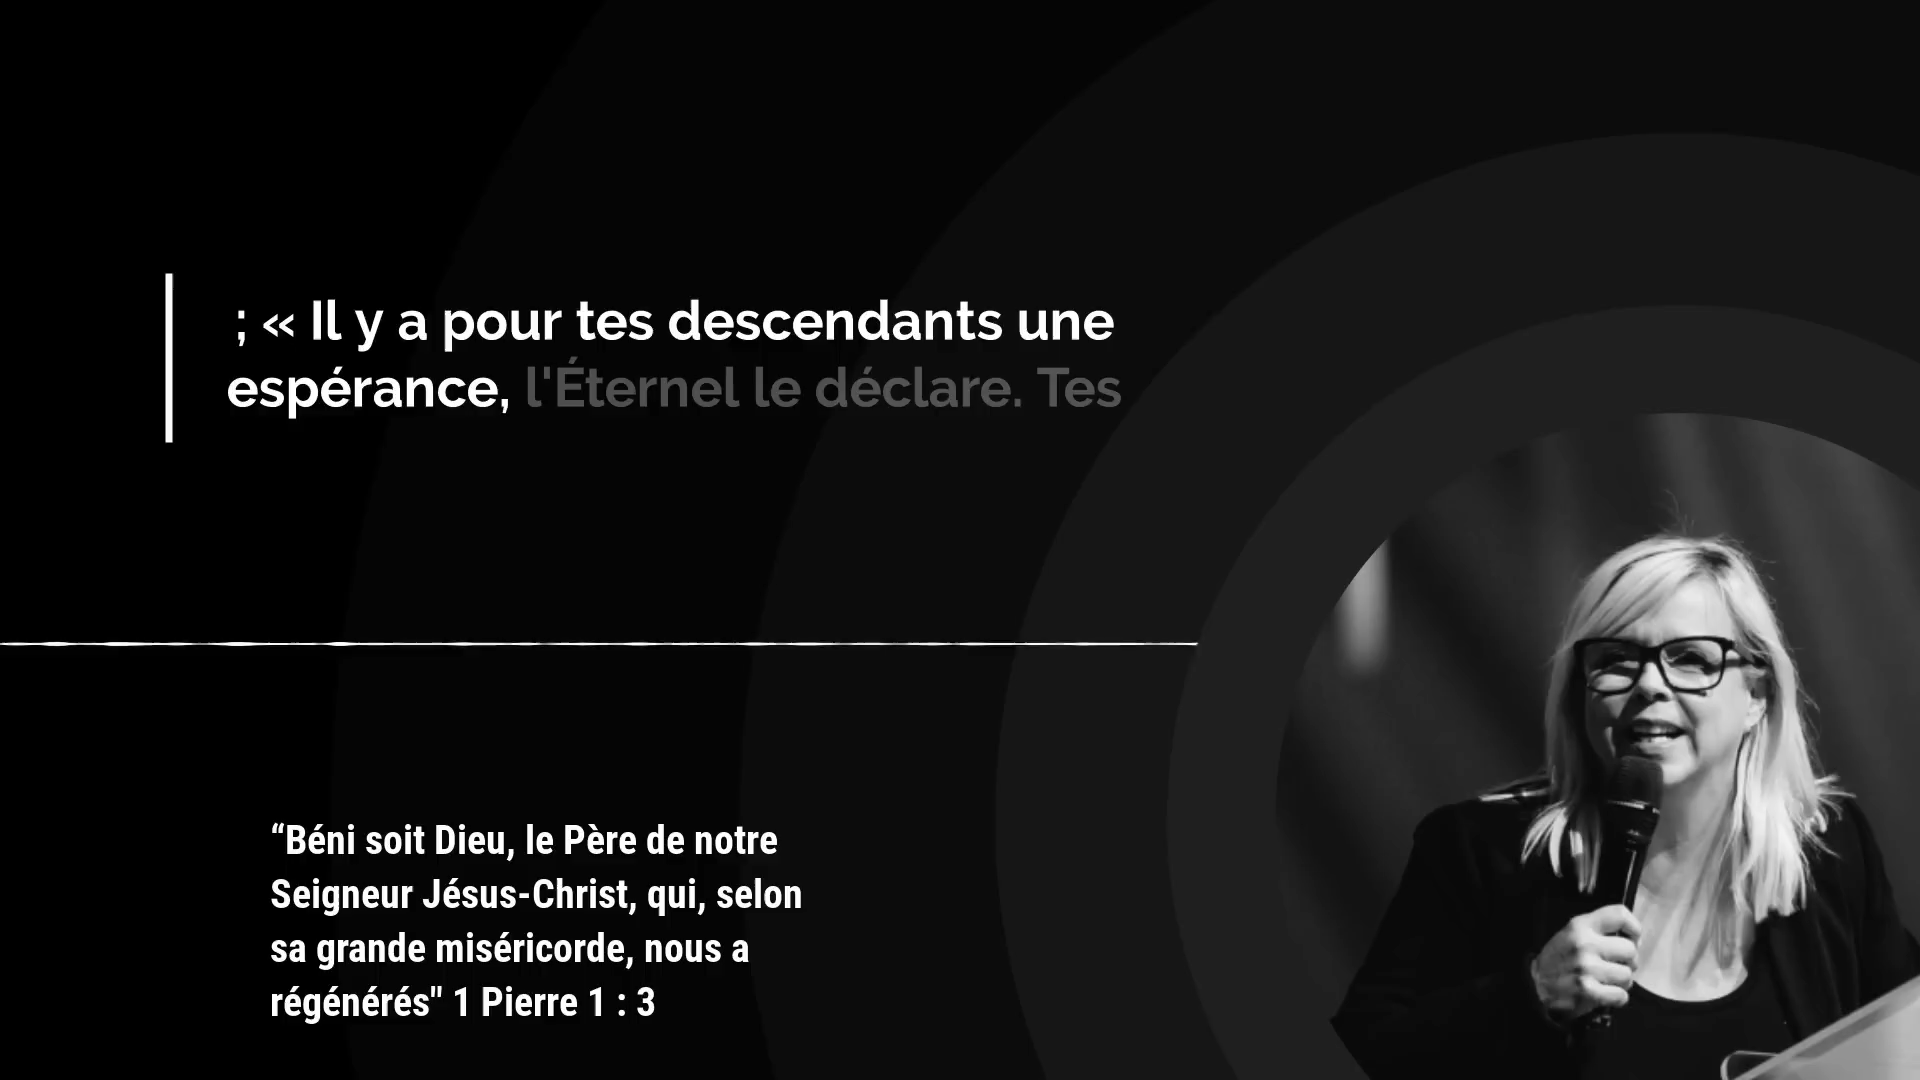 ; « Il y a pour tes descendants une
espérance, l'Éternel le déclare. Tes
“Béni soit Dieu, le Père de notre
Seigneur Jésus-Christ, qui, selon
sa grande miséricorde, nous a
régénérés" 1 Pierre 1 : 3